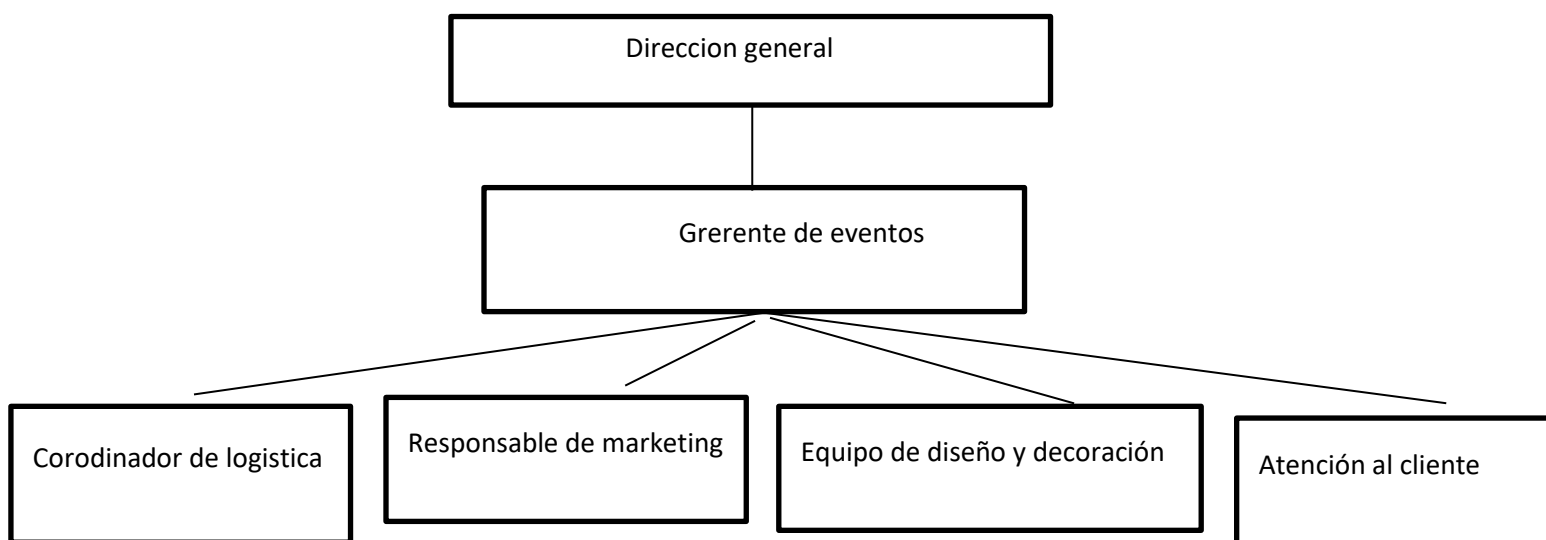 Direccion general
Grerente de eventos
Corodinador de logistica
Responsable de marketing
Equipo de diseño y decoración
Atención al cliente